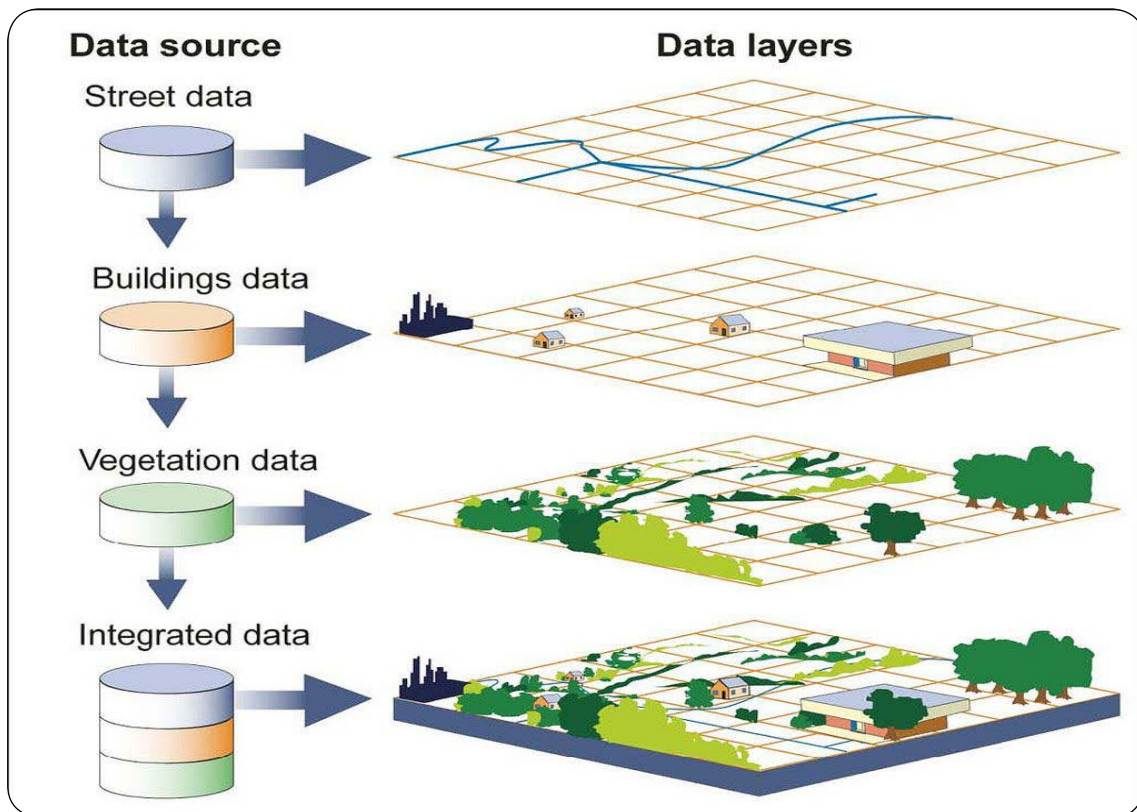 Data source
Data layers
Street data
Buildings data
Vegetation data
Integrated data